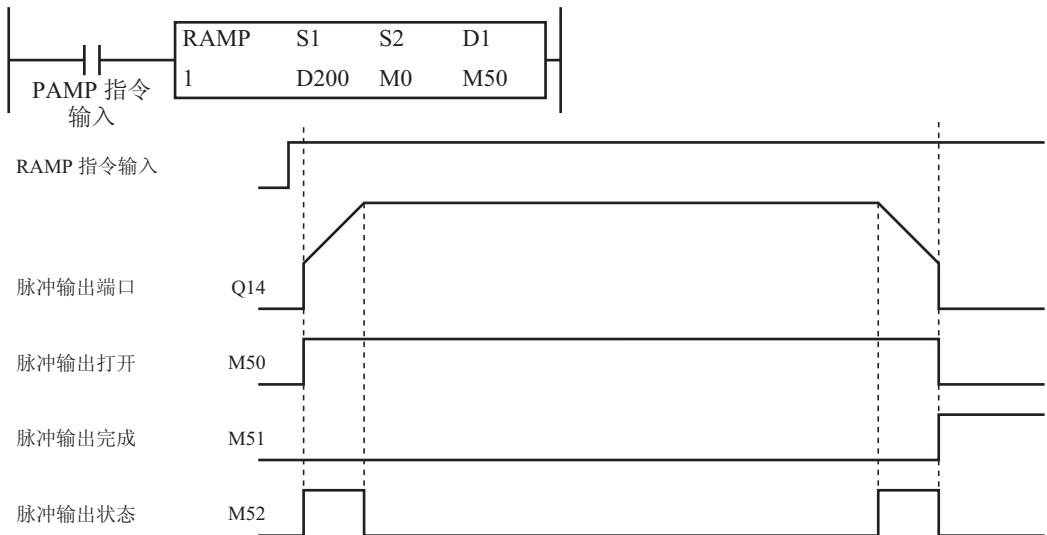 RAMP S1 S2 D1
1 D200 M0 M50
PAMP 指令
输入
RAMP 指令输入
脉冲输出端口 Q14
脉冲输出打开 M50
脉冲输出完成 M51
脉冲输出状态 M52